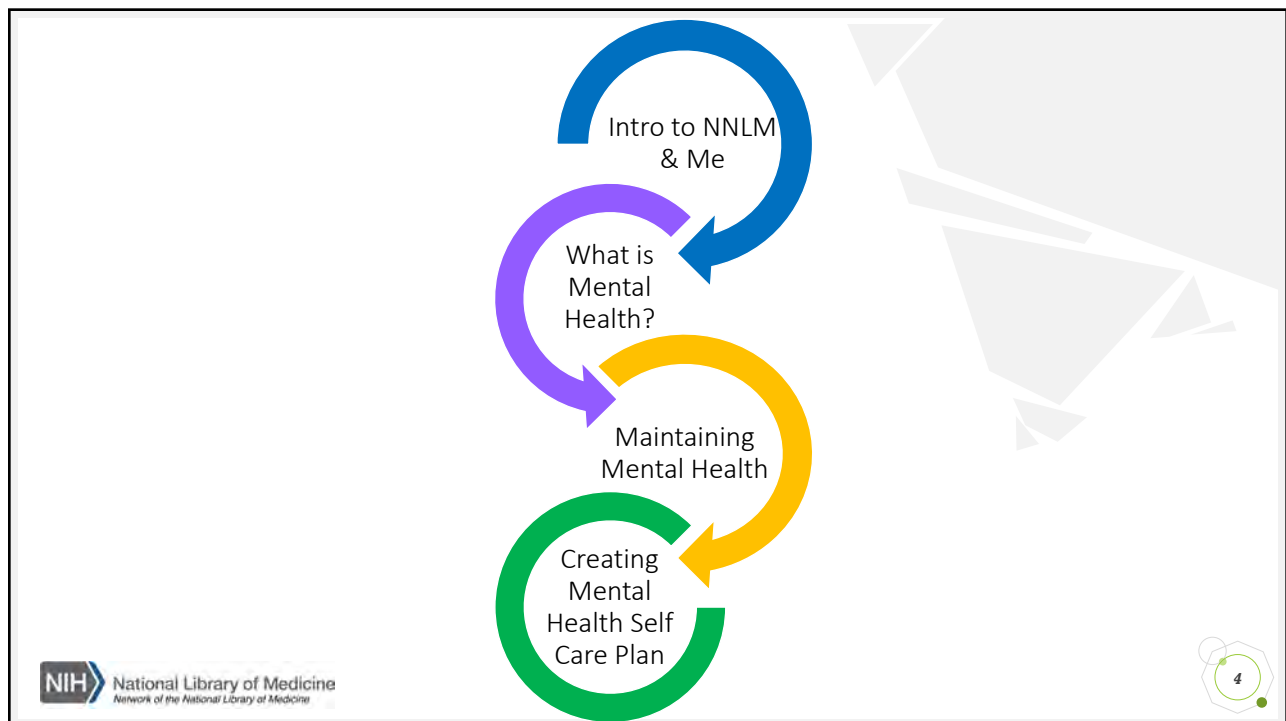 Intro to NNLM
& Me
What is
Mental
Health?
Maintaining
Mental Health
Creating
Mental
Health Self
Care Plan
NIH National Library of Medicine
Network of the National Library of Medicine
4